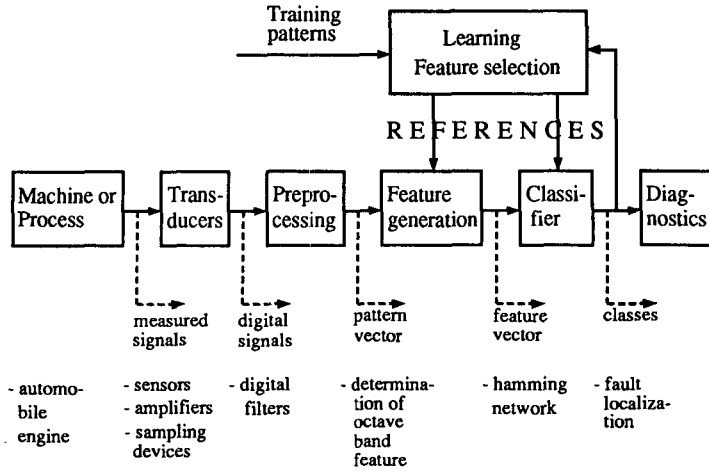 Training
patterns
Learning
Feature selection
REFERENCES
Machine or
Process
Trans-
ducers
Prepro-
cessing
Feature
generation
Classi-
fier
Diag-
nostics
measured
signals
digital
signals
pattern
vector
feature
vector
classes
- automo-
bile
engine
- sensors
- amplifiers
- sampling
devices
- digital
filters
- determina-
tion of
octave
band
feature
- hamming
network
- fault
localiza-
tion